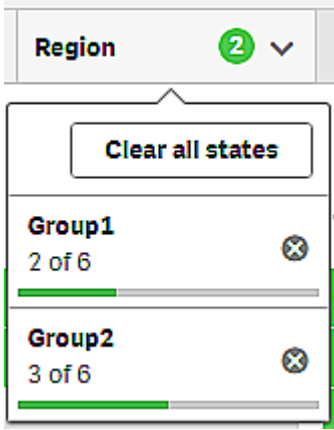 Region 2
Clear all states
Group1
2 of 6
Group2
3 of 6